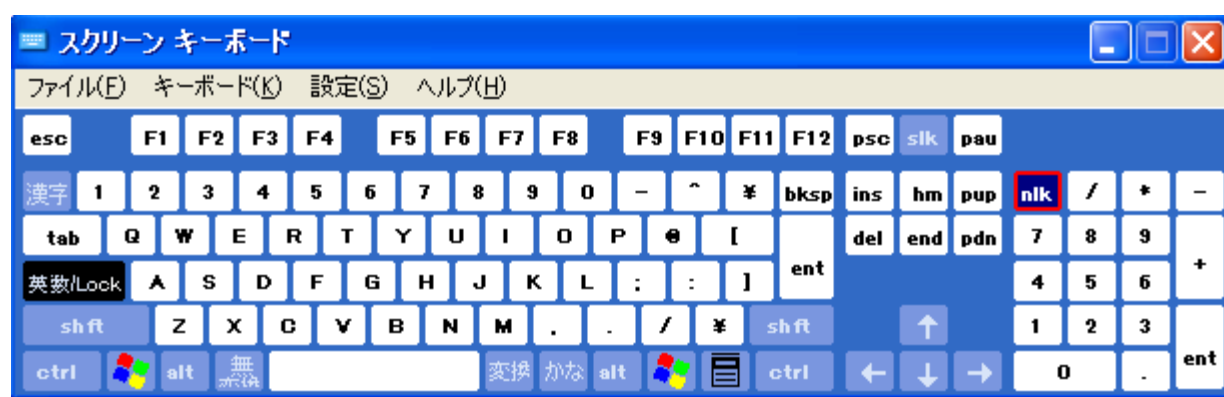 スクリーン キーボード
ファイル(F) キーボード(K) 設定(S) ヘルプ(H)
esc F1 F2 F3 F4 F5 F6 F7 F8 F9 F10 F11 F12 psc slk pau
漢字 1 2 3 4 5 6 7 8 9 0 - ^ ¥ bksp ins hm pup nlk / * -
tab Q W E R T Y U I O P @ [ ent del end pdn 7 8 9 +
英数/Lock A S D F G H J K L ; : ] 4 5 6
shft Z X C V B N M , . / ¥ shft ↑ 1 2 3 ent
ctrl alt 無変換 変換 かな alt ctrl ← ↓ → 0 .